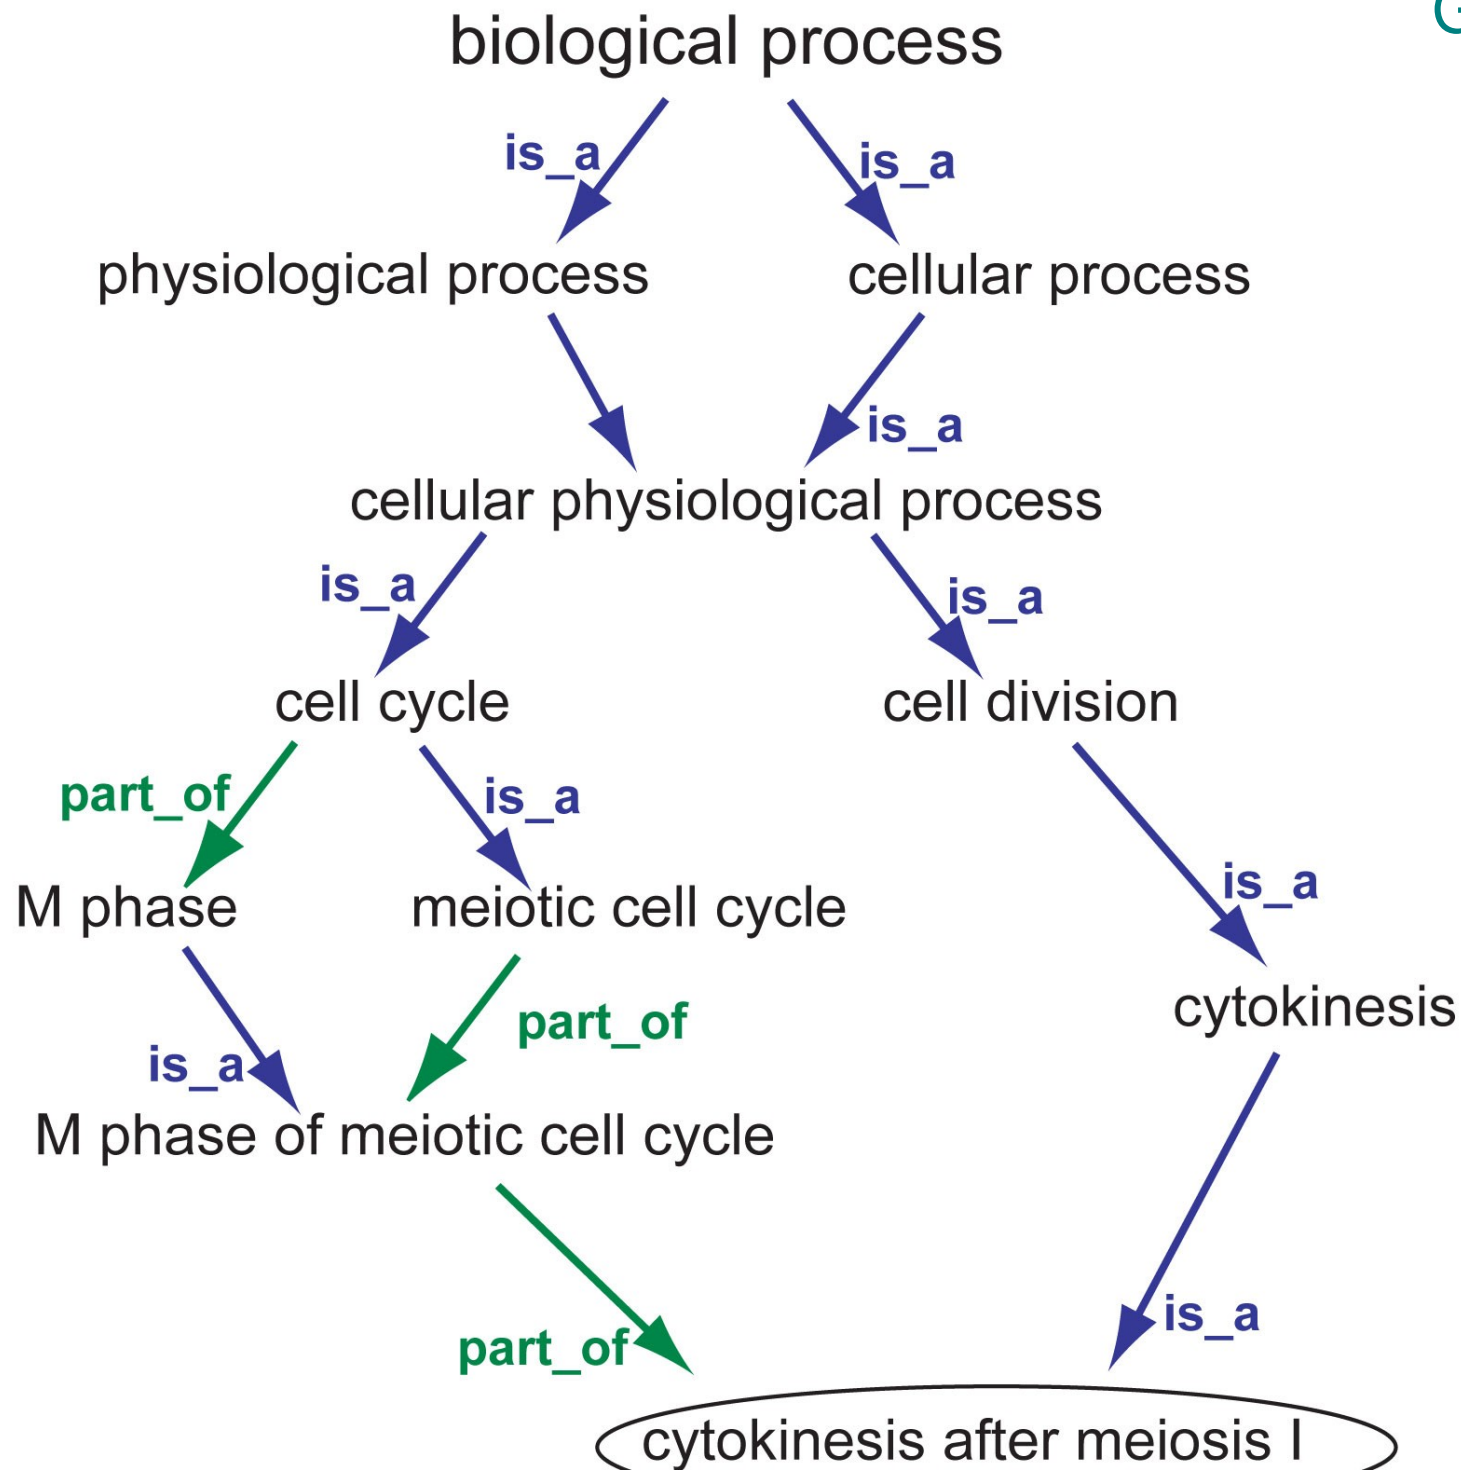 biological process
is_a
is_a
physiological process
cellular process
is_a
cellular physiological process
is_a
is_a
cell cycle
cell division
part_of
is_a
is_a
M phase
meiotic cell cycle
cytokinesis
part_of
is_a
M phase of meiotic cell cycle
is_a
part_of
cytokinesis after meiosis I